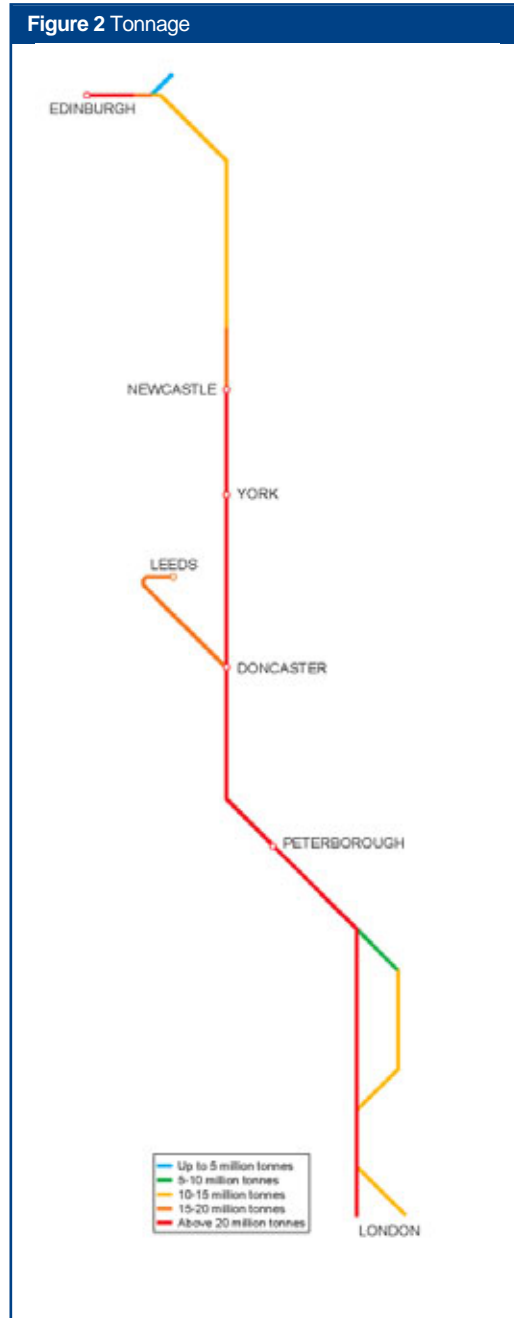 Figure 2 Tonnage
EDINBURGH
NEWCASTLE
YORK
LEEDS
DONCASTER
PETERBOROUGH
Up to 5 million tonnes
5-10 million tonnes
10-15 million tonnes
15-20 million tonnes
Above 20 million tonnes
LONDON